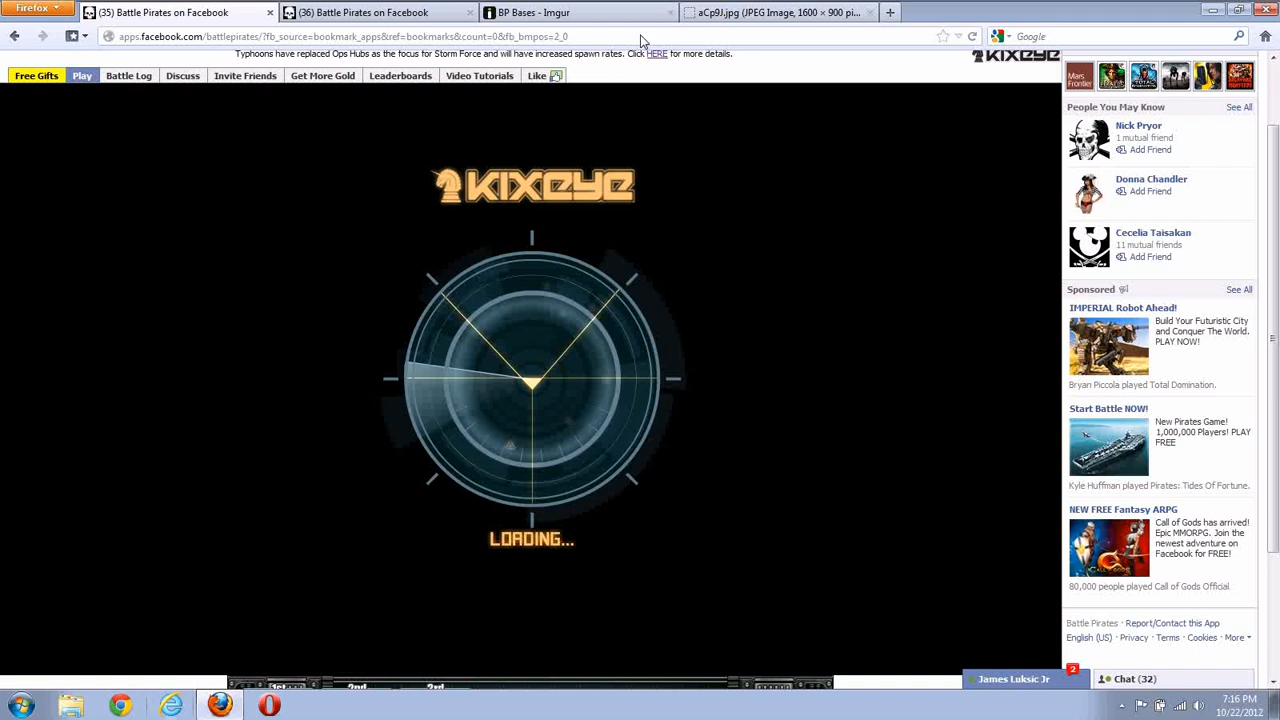 Firefox
(35) Battle Pirates on Facebook
(36) Battle Pirates on Facebook
BP Bases - Imgur
aCp9J.jpg (JPEG Image, 1600 × 900 pi...
apps.facebook.com/battlepirates/?fb_source=bookmark_apps&ref=bookmarks&count=0&fb_bmpos=2_0
Google
Typhoons have replaced Ops Hubs as the focus for Storm Force and will have increased spawn rates. Click HERE for more details.
KIXEYE
Free Gifts
Play
Battle Log
Discuss
Invite Friends
Get More Gold
Leaderboards
Video Tutorials
Like
Mars
Frontier
People You May Know
See All
Nick Pryor
1 mutual friend
Add Friend
Donna Chandler
Add Friend
Cecelia Taisakan
11 mutual friends
Add Friend
KIXEYE
LOADING...
Sponsored
See All
IMPERIAL Robot Ahead!
Build Your Futuristic City
and Conquer The World.
PLAY NOW!
Bryan Piccola played Total Domination.
Start Battle NOW!
New Pirates Game!
1,000,000 Players! PLAY
FREE
Kyle Huffman played Pirates: Tides Of Fortune.
NEW FREE Fantasy ARPG
Call of Gods has arrived!
Epic MMORPG. Join the
newest adventure on
Facebook for FREE!
80,000 people played Call of Gods Official
Battle Pirates · Report/Contact this App
English (US) · Privacy · Terms · Cookies · More
1st
2nd
3rd
James Luksic Jr
2
Chat (32)
7:16 PM
10/22/2012